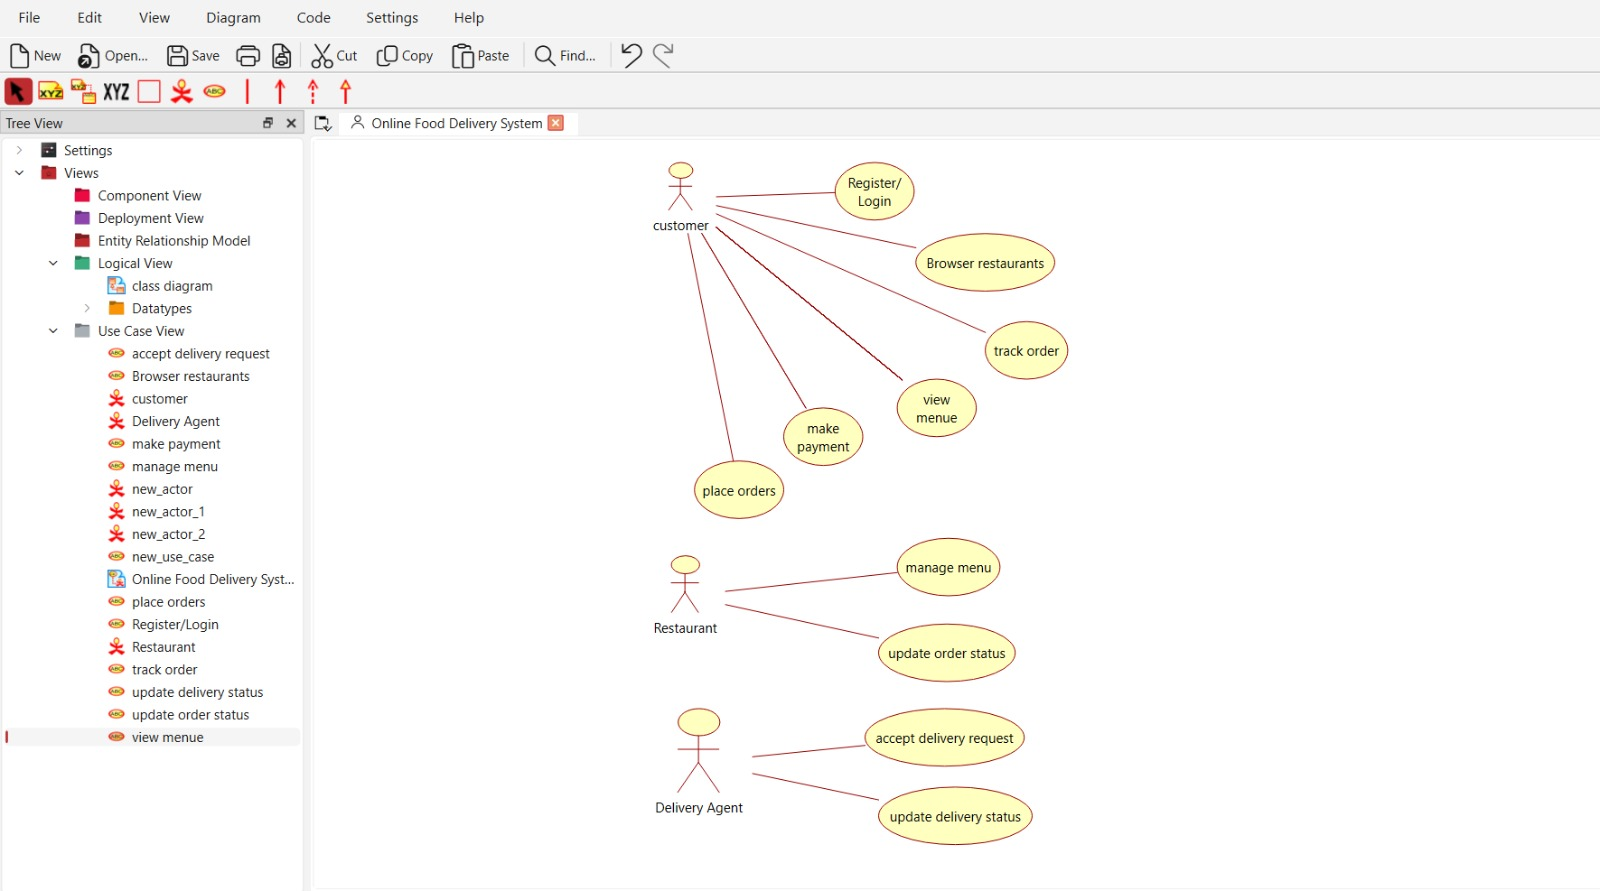 File Edit View Diagram Code Settings Help
New Open... Save Cut Copy Paste Find...
XYZ XYZ XYZ ABC
Tree View
Online Food Delivery System
Settings
Views
Component View
Deployment View
Entity Relationship Model
Logical View
class diagram
Datatypes
Use Case View
accept delivery request
Browser restaurants
customer
Delivery Agent
make payment
manage menu
new_actor
new_actor_1
new_actor_2
new_use_case
Online Food Delivery Syst...
place orders
Register/Login
Restaurant
track order
update delivery status
update order status
view menue
customer
Register/
Login
Browser restaurants
track order
view
menue
make
payment
place orders
Restaurant
manage menu
update order status
Delivery Agent
accept delivery request
update delivery status